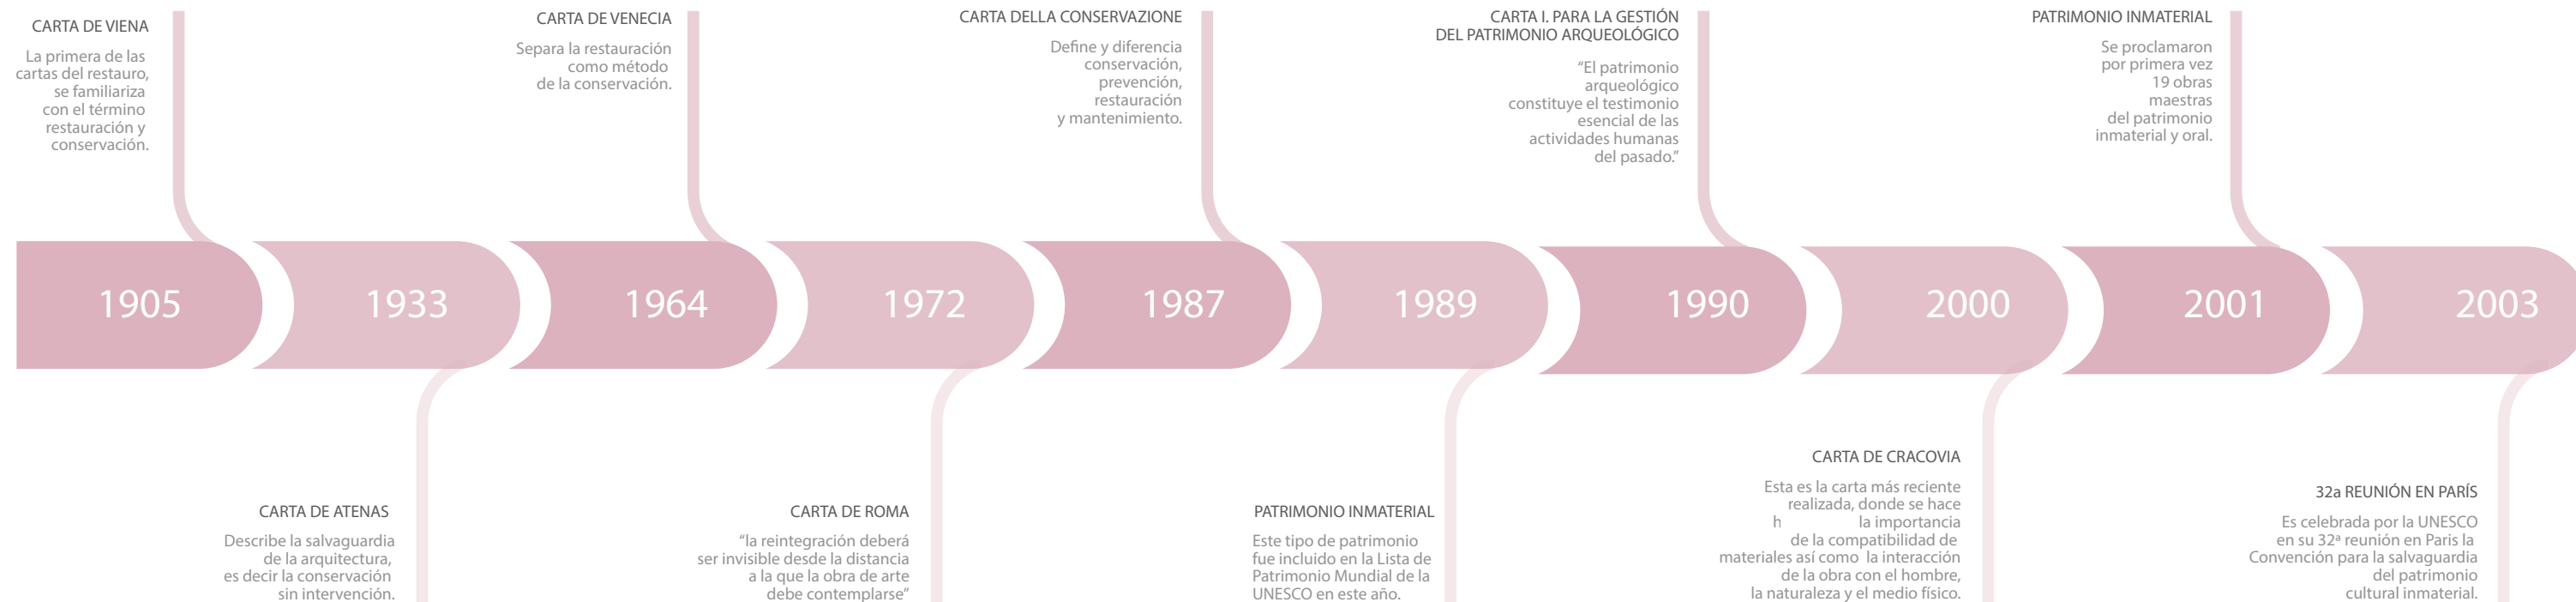 CARTA DE VIENA
La primera de las
cartas del restauro,
se familiariza
con el término
restauración y
conservación.
CARTA DE VENECIA
Separa la restauración
como método
de la conservación.
CARTA DELLA CONSERVAZIONE
Define y diferencia
conservación,
prevención,
restauración
y mantenimiento.
CARTA I. PARA LA GESTIÓN
DEL PATRIMONIO ARQUEOLÓGICO
“El patrimonio
arqueológico
constituye el testimonio
esencial de las
actividades humanas
del pasado.”
PATRIMONIO INMATERIAL
Se proclamaron
por primera vez
19 obras
maestras
del patrimonio
inmaterial y oral.
1905
1933
1964
1972
1987
1989
1990
2000
2001
2003
CARTA DE ATENAS
Describe la salvaguardia
de la arquitectura,
es decir la conservación
sin intervención.
CARTA DE ROMA
“la reintegración deberá
ser invisible desde la distancia
a la que la obra de arte
debe contemplarse”
PATRIMONIO INMATERIAL
Este tipo de patrimonio
fue incluido en la Lista de
Patrimonio Mundial de la
UNESCO en este año.
CARTA DE CRACOVIA
Esta es la carta más reciente
realizada, donde se hace
h la importancia
de la compatibilidad de
materiales así como la interacción
de la obra con el hombre,
la naturaleza y el medio físico.
32a REUNIÓN EN PARÍS
Es celebrada por la UNESCO
en su 32ª reunión en Paris la
Convención para la salvaguardia
del patrimonio
cultural inmaterial.